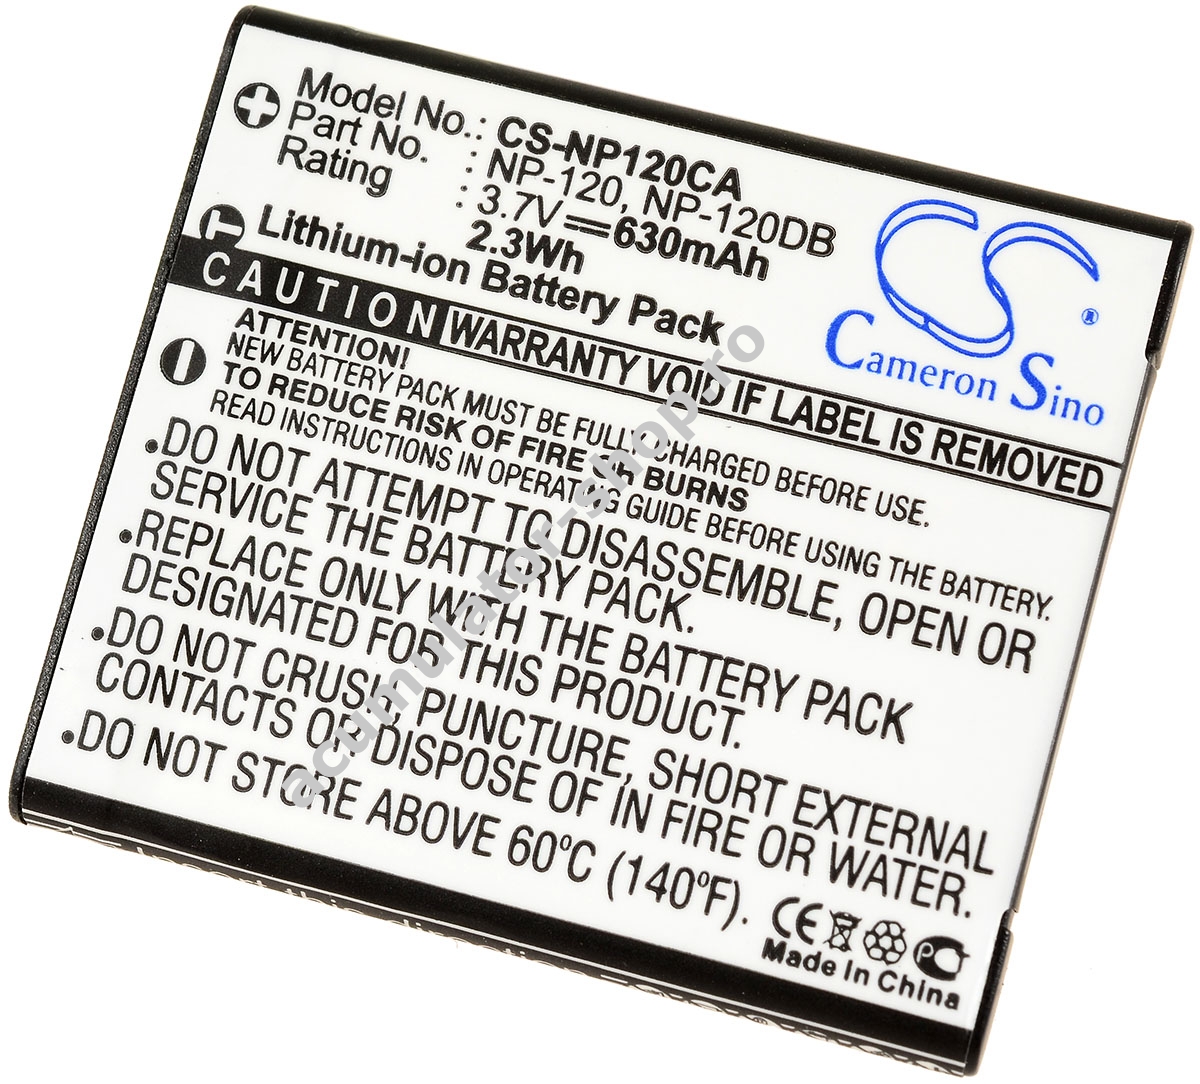 Model No.: CS-NP120CA
Part No. : NP-120, NP-120DB
Rating : 3.7V 630mAh
2.3Wh
Lithium-ion Battery Pack
CS
®
Cameron Sino
CAUTION WARRANTY VOID IF LABEL IS REMOVED
ATTENTION!
NEW BATTERY PACK MUST BE FULLY CHARGED BEFORE USE.
TO REDUCE RISK OF FIRE OR BURNS
READ INSTRUCTIONS IN OPERATING GUIDE BEFORE USING THE BATTERY.
•DO NOT ATTEMPT TO DISASSEMBLE, OPEN OR
SERVICE THE BATTERY PACK.
•REPLACE ONLY WITH THE BATTERY PACK
DESIGNATED FOR THIS PRODUCT.
•DO NOT CRUSH, PUNCTURE, SHORT EXTERNAL
CONTACTS OR DISPOSE OF IN FIRE OR WATER.
•DO NOT STORE ABOVE 60ºC (140ºF).
CE
Made In China
acumulator-shop.ro